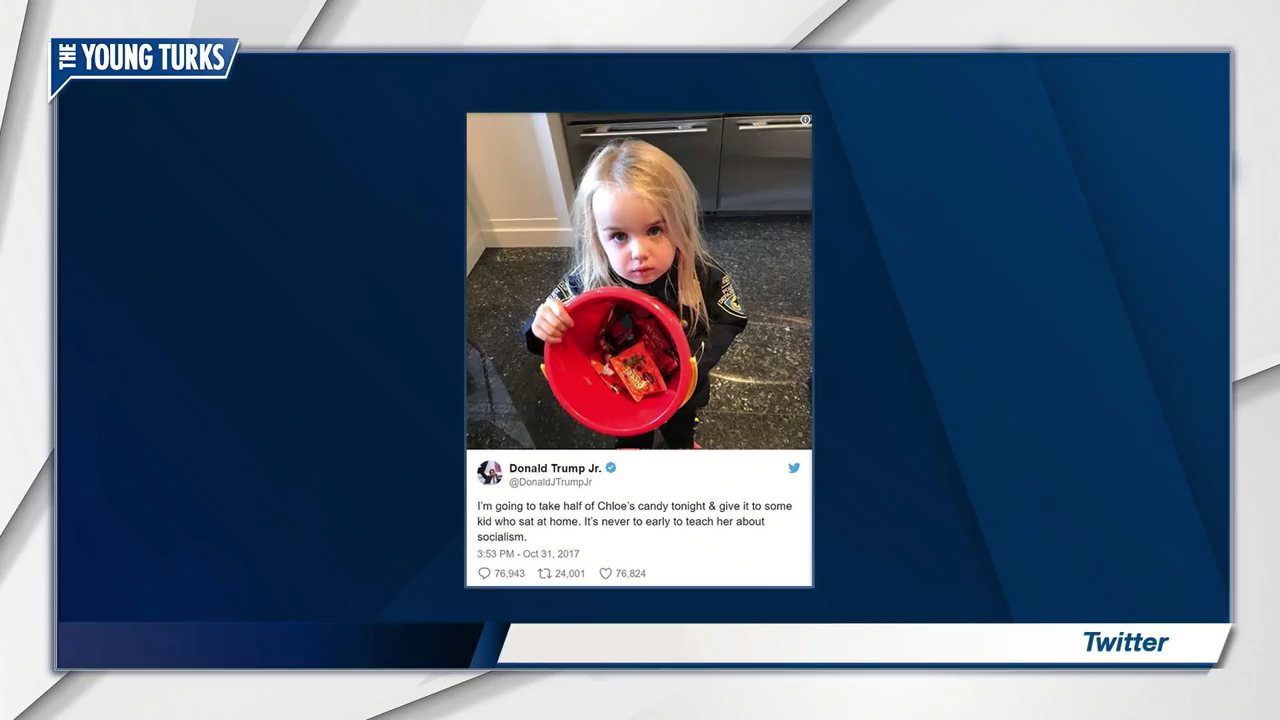 THE YOUNG TURKS
Donald Trump Jr.
@DonaldJTrumpJr
I'm going to take half of Chloe's candy tonight & give it to some
kid who sat at home. It's never to early to teach her about
socialism.
3:53 PM - Oct 31, 2017
76,943 24,001 76,824
Twitter